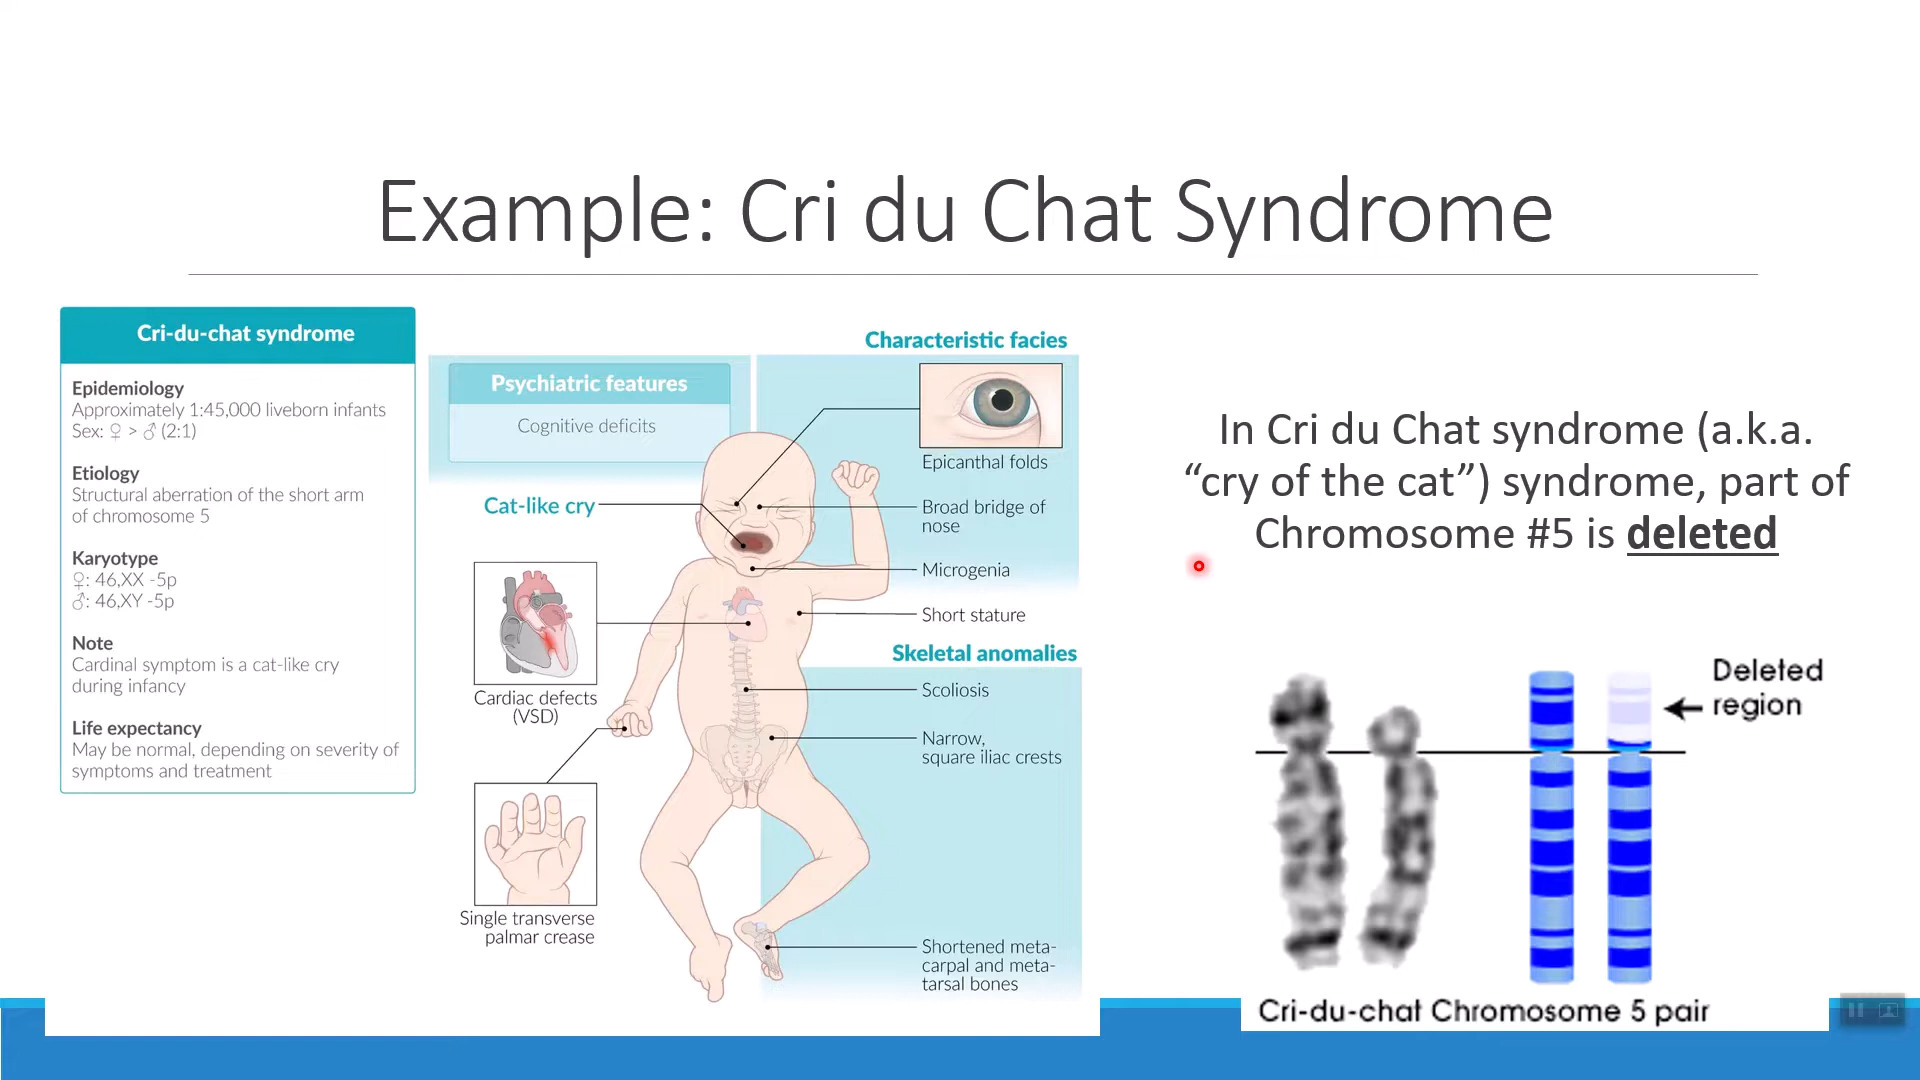 Example: Cri du Chat Syndrome
Cri-du-chat syndrome
Epidemiology
Approximately 1:45,000 liveborn infants
Sex: ♀ > ♂ (2:1)
Etiology
Structural aberration of the short arm
of chromosome 5
Karyotype
♀: 46,XX -5p
♂: 46,XY -5p
Note
Cardinal symptom is a cat-like cry
during infancy
Life expectancy
May be normal, depending on severity of
symptoms and treatment
Psychiatric features
Cognitive deficits
Cat-like cry
Cardiac defects
(VSD)
Single transverse
palmar crease
Characteristic facies
Epicanthal folds
Broad bridge of
nose
Microgenia
Short stature
Skeletal anomalies
Scoliosis
Narrow,
square iliac crests
Shortened meta-
carpal and meta-
tarsal bones
In Cri du Chat syndrome (a.k.a.
“cry of the cat”) syndrome, part of
Chromosome #5 is deleted
Deleted
region
Cri-du-chat Chromosome 5 pair